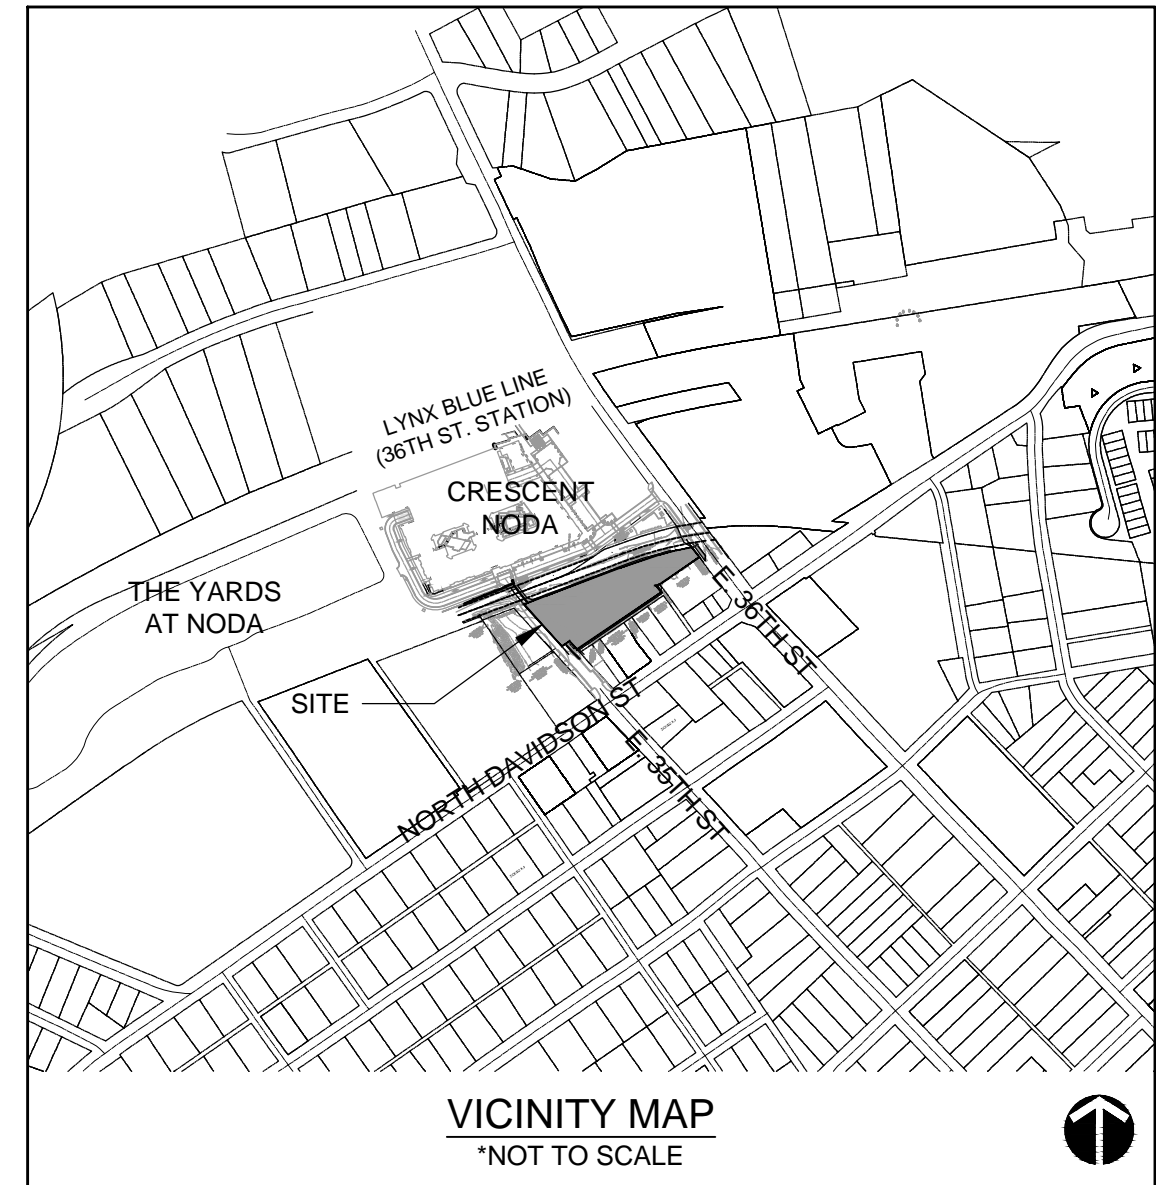 LYNX BLUE LINE
(36TH ST. STATION)
CRESCENT
NODA
THE YARDS
AT NODA
E. 36TH ST
SITE
NORTH DAVIDSON ST
E. 35TH ST
VICINITY MAP
*NOT TO SCALE